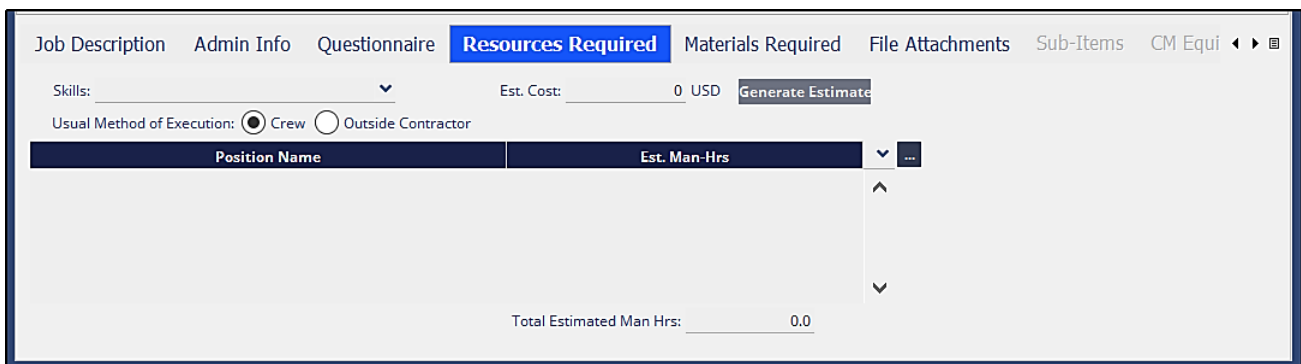 Job Description Admin Info Questionnaire Resources Required Materials Required File Attachments Sub-Items CM Equi
Skills: Est. Cost: 0 USD Generate Estimate
Usual Method of Execution: Crew Outside Contractor
Position Name Est. Man-Hrs ...
Total Estimated Man Hrs: 0.0